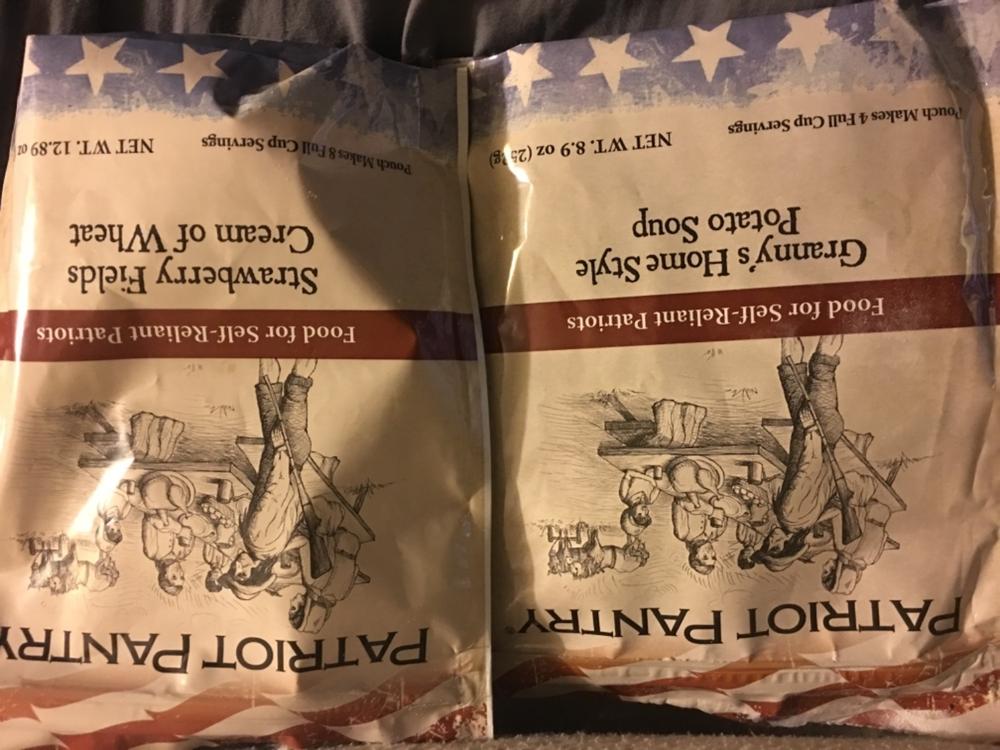 PATRIOT PANTRY®
Food for Self-Reliant Patriots
Granny's HomeStyle
Potato Soup
NET WT. 8.9 oz (25 g)
Pouch Makes 4 Full Cup Servings
PATRIOT PANTRY
Food for Self-Reliant Patriots
Strawberry Fields
Cream of Wheat
NET WT. 12.89 oz
Pouch Makes 8 Full Cup Servings